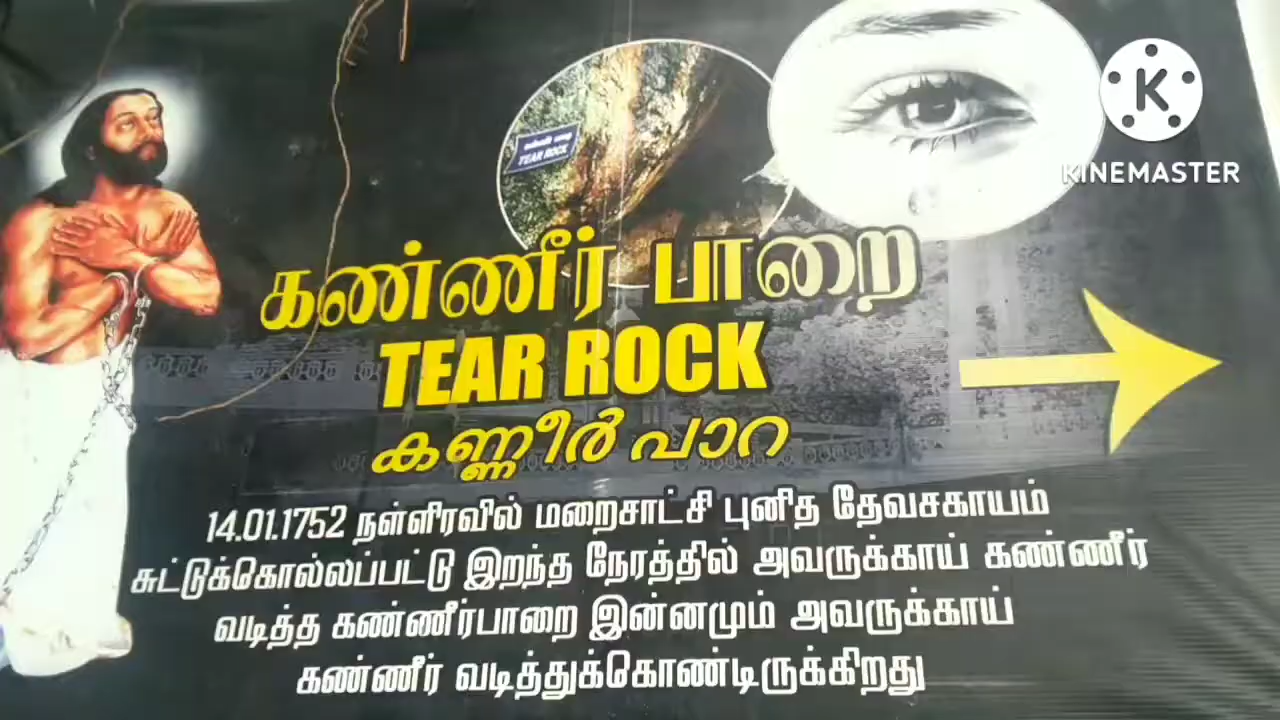 K
KINEMASTER
TEAR ROCK
கண்ணீர் பாறை
TEAR ROCK
കണ്ണീർ പാറ
14.01.1752 நள்ளிரவில் மறைசாட்சி புனித தேவசகாயம்
சுட்டுக்கொல்லப்பட்டு இறந்த நேரத்தில் அவருக்காய் கண்ணீர்
வடித்த கண்ணீர்பாறை இன்னமும் அவருக்காய்
கண்ணீர் வடித்துக்கொண்டிருக்கிறது